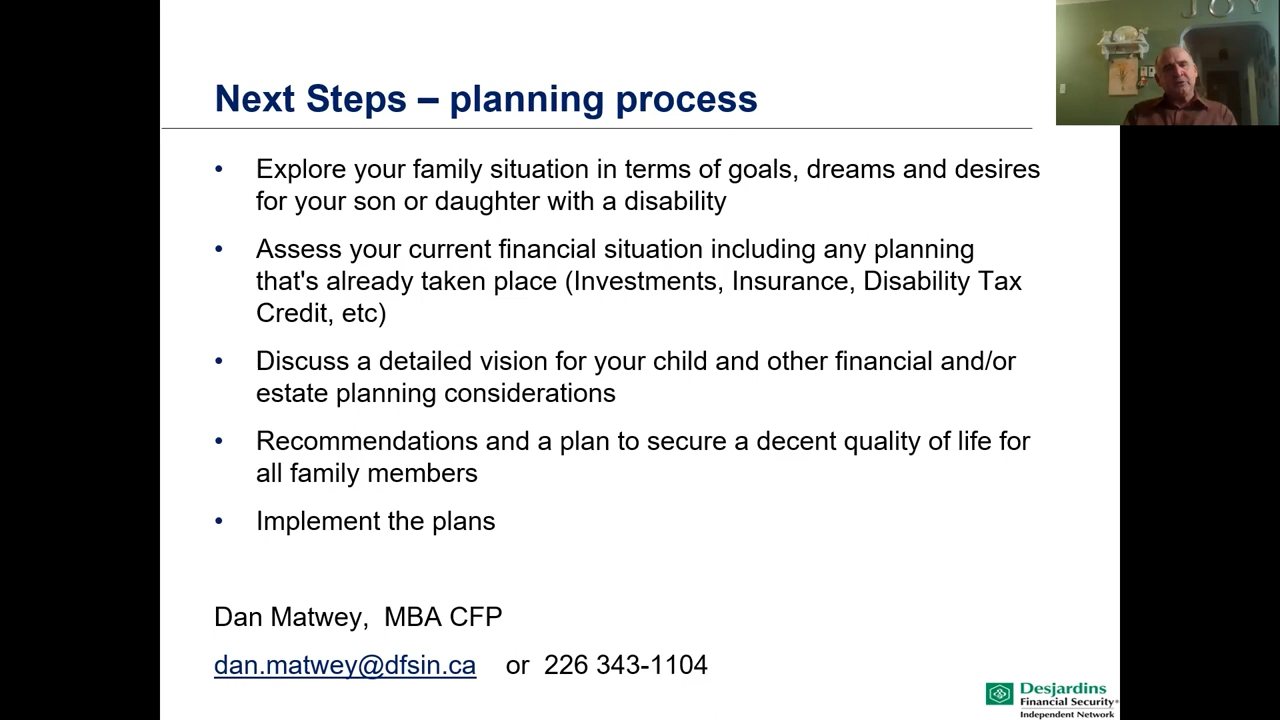 JOY
Next Steps – planning process
• Explore your family situation in terms of goals, dreams and desires
for your son or daughter with a disability
• Assess your current financial situation including any planning
that's already taken place (Investments, Insurance, Disability Tax
Credit, etc)
• Discuss a detailed vision for your child and other financial and/or
estate planning considerations
• Recommendations and a plan to secure a decent quality of life for
all family members
• Implement the plans
Dan Matwey, MBA CFP
dan.matwey@dfsin.ca or 226 343-1104
Desjardins
Financial Security®
Independent Network